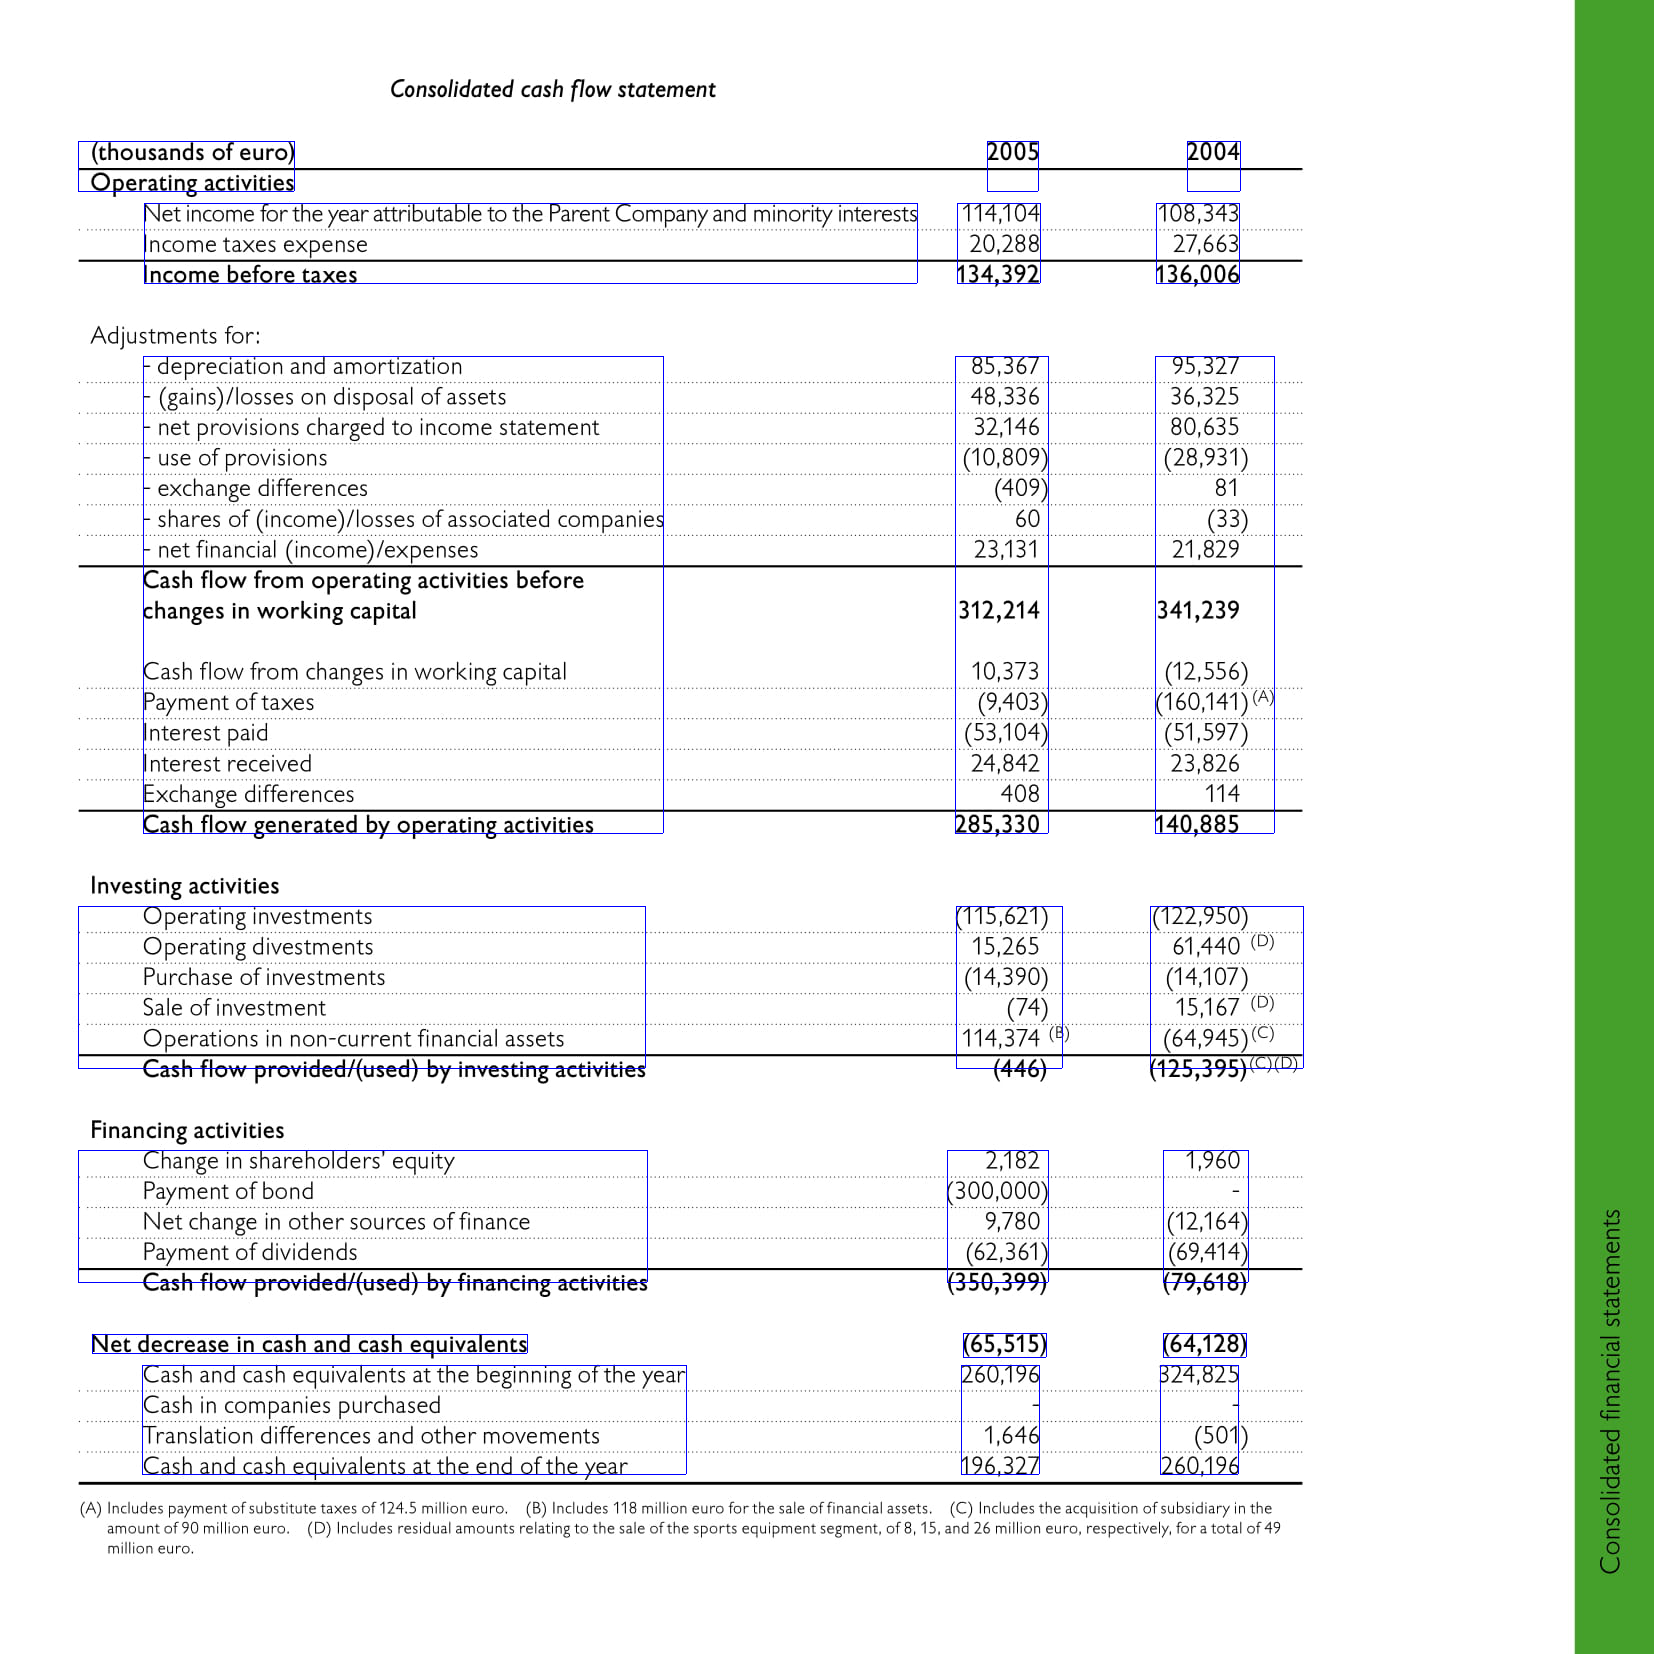 Consolidated cash flow statement
(thousands of euro) 2005 2004
Operating activities
Net income for the year attributable to the Parent Company and minority interests 114,104 108,343
Income taxes expense 20,288 27,663
Income before taxes 134,392 136,006
Adjustments for:
- depreciation and amortization 85,367 95,327
- (gains)/losses on disposal of assets 48,336 36,325
- net provisions charged to income statement 32,146 80,635
- use of provisions (10,809) (28,931)
- exchange differences (409) 81
- shares of (income)/losses of associated companies 60 (33)
- net financial (income)/expenses 23,131 21,829
Cash flow from operating activities before
changes in working capital 312,214 341,239
Cash flow from changes in working capital 10,373 (12,556)
Payment of taxes (9,403) (160,141) (A)
Interest paid (53,104) (51,597)
Interest received 24,842 23,826
Exchange differences 408 114
Cash flow generated by operating activities 285,330 140,885
Investing activities
Operating investments (115,621) (122,950)
Operating divestments 15,265 61,440 (D)
Purchase of investments (14,390) (14,107)
Sale of investment (74) 15,167 (D)
Operations in non-current financial assets 114,374 (B) (64,945) (C)
Cash flow provided/(used) by investing activities (446) (125,395) (C)(D)
Financing activities
Change in shareholders' equity 2,182 1,960
Payment of bond (300,000) -
Net change in other sources of finance 9,780 (12,164)
Payment of dividends (62,361) (69,414)
Cash flow provided/(used) by financing activities (350,399) (79,618)
Net decrease in cash and cash equivalents (65,515) (64,128)
Cash and cash equivalents at the beginning of the year 260,196 324,825
Cash in companies purchased - -
Translation differences and other movements 1,646 (501)
Cash and cash equivalents at the end of the year 196,327 260,196
(A) Includes payment of substitute taxes of 124.5 million euro. (B) Includes 118 million euro for the sale of financial assets. (C) Includes the acquisition of subsidiary in the
amount of 90 million euro. (D) Includes residual amounts relating to the sale of the sports equipment segment, of 8, 15, and 26 million euro, respectively, for a total of 49
million euro.
Consolidated financial statements